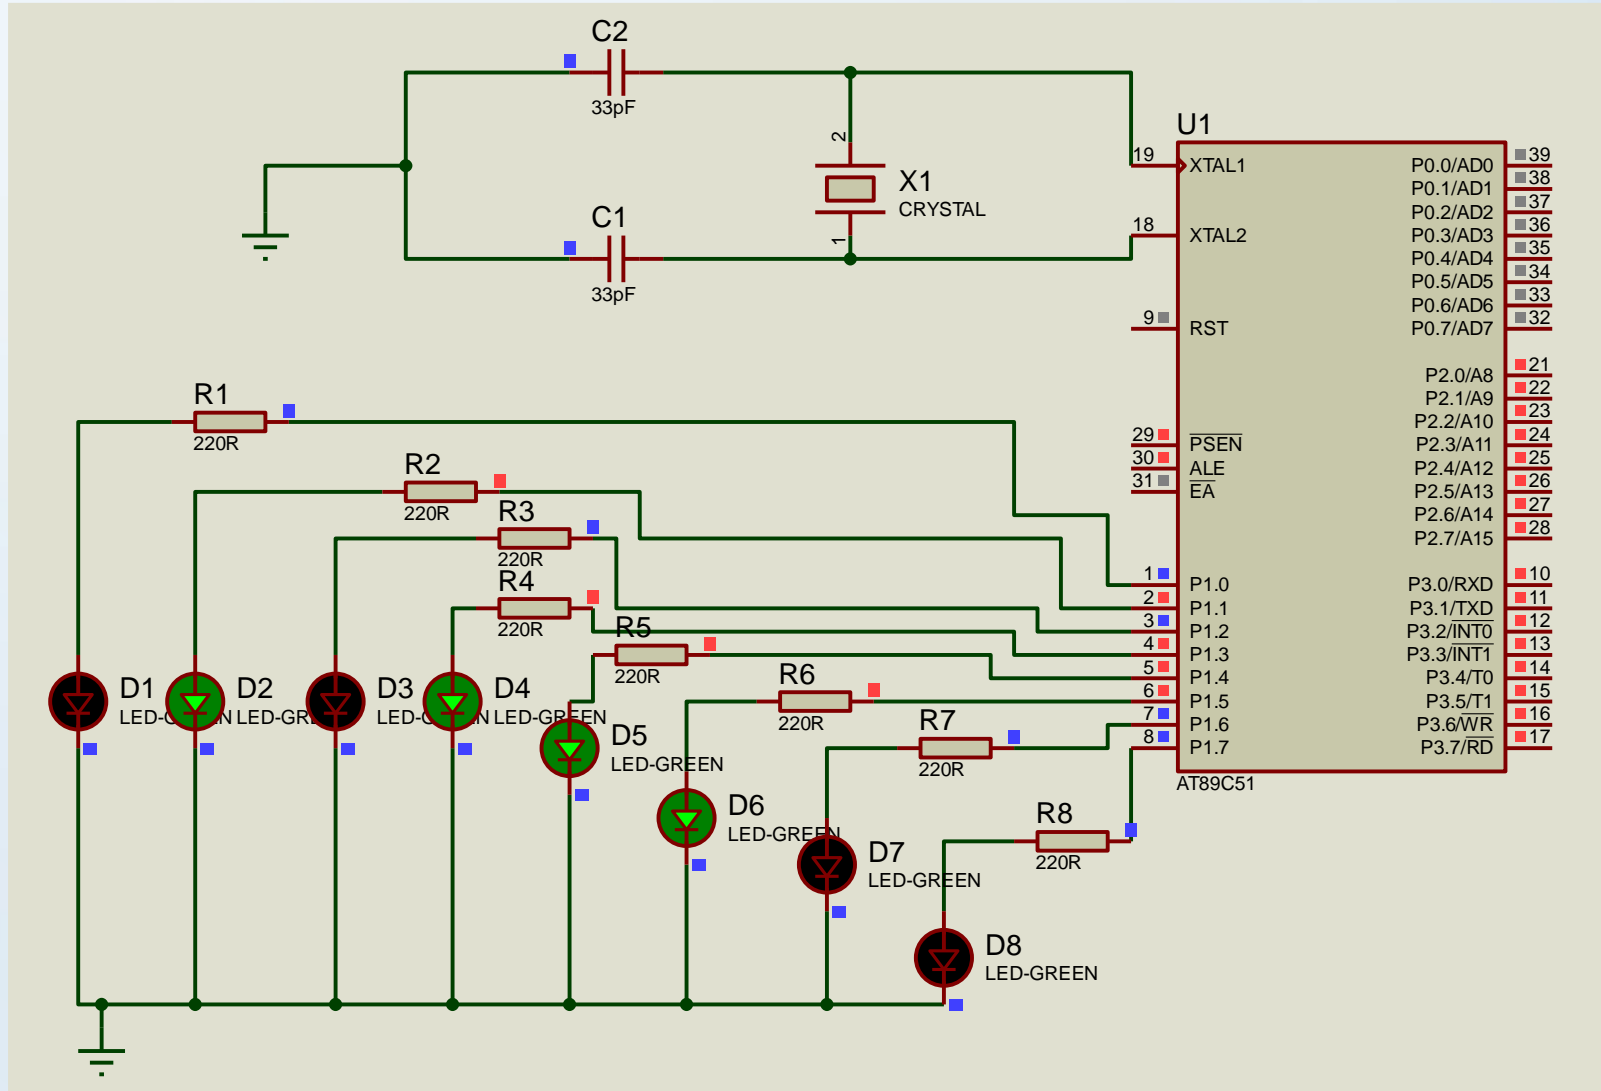 C2
33pF
2
X1
CRYSTAL
1
C1
33pF
U1
19 XTAL1
18 XTAL2
9 RST
29 PSEN
30 ALE
31 EA
1 P1.0
2 P1.1
3 P1.2
4 P1.3
5 P1.4
6 P1.5
7 P1.6
8 P1.7
P0.0/AD0 39
P0.1/AD1 38
P0.2/AD2 37
P0.3/AD3 36
P0.4/AD4 35
P0.5/AD5 34
P0.6/AD6 33
P0.7/AD7 32
P2.0/A8 21
P2.1/A9 22
P2.2/A10 23
P2.3/A11 24
P2.4/A12 25
P2.5/A13 26
P2.6/A14 27
P2.7/A15 28
P3.0/RXD 10
P3.1/TXD 11
P3.2/INT0 12
P3.3/INT1 13
P3.4/T0 14
P3.5/T1 15
P3.6/WR 16
P3.7/RD 17
AT89C51
R1
220R
R2
220R
R3
220R
R4
220R
R5
220R
R6
220R
R7
220R
R8
220R
D1
LED-GREEN
D2
LED-GREEN
D3
LED-GREEN
D4
LED-GREEN
D5
LED-GREEN
D6
LED-GREEN
D7
LED-GREEN
D8
LED-GREEN